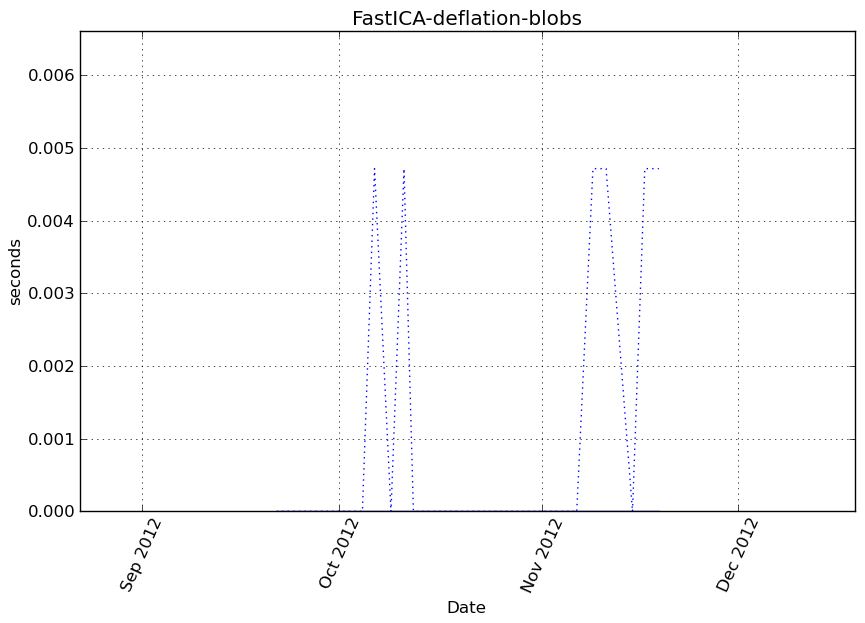 FastICA-deflation-blobs
0.006
0.005
0.004
0.003
0.002
0.001
0.000
seconds
Sep 2012
Oct 2012
Nov 2012
Dec 2012
Date